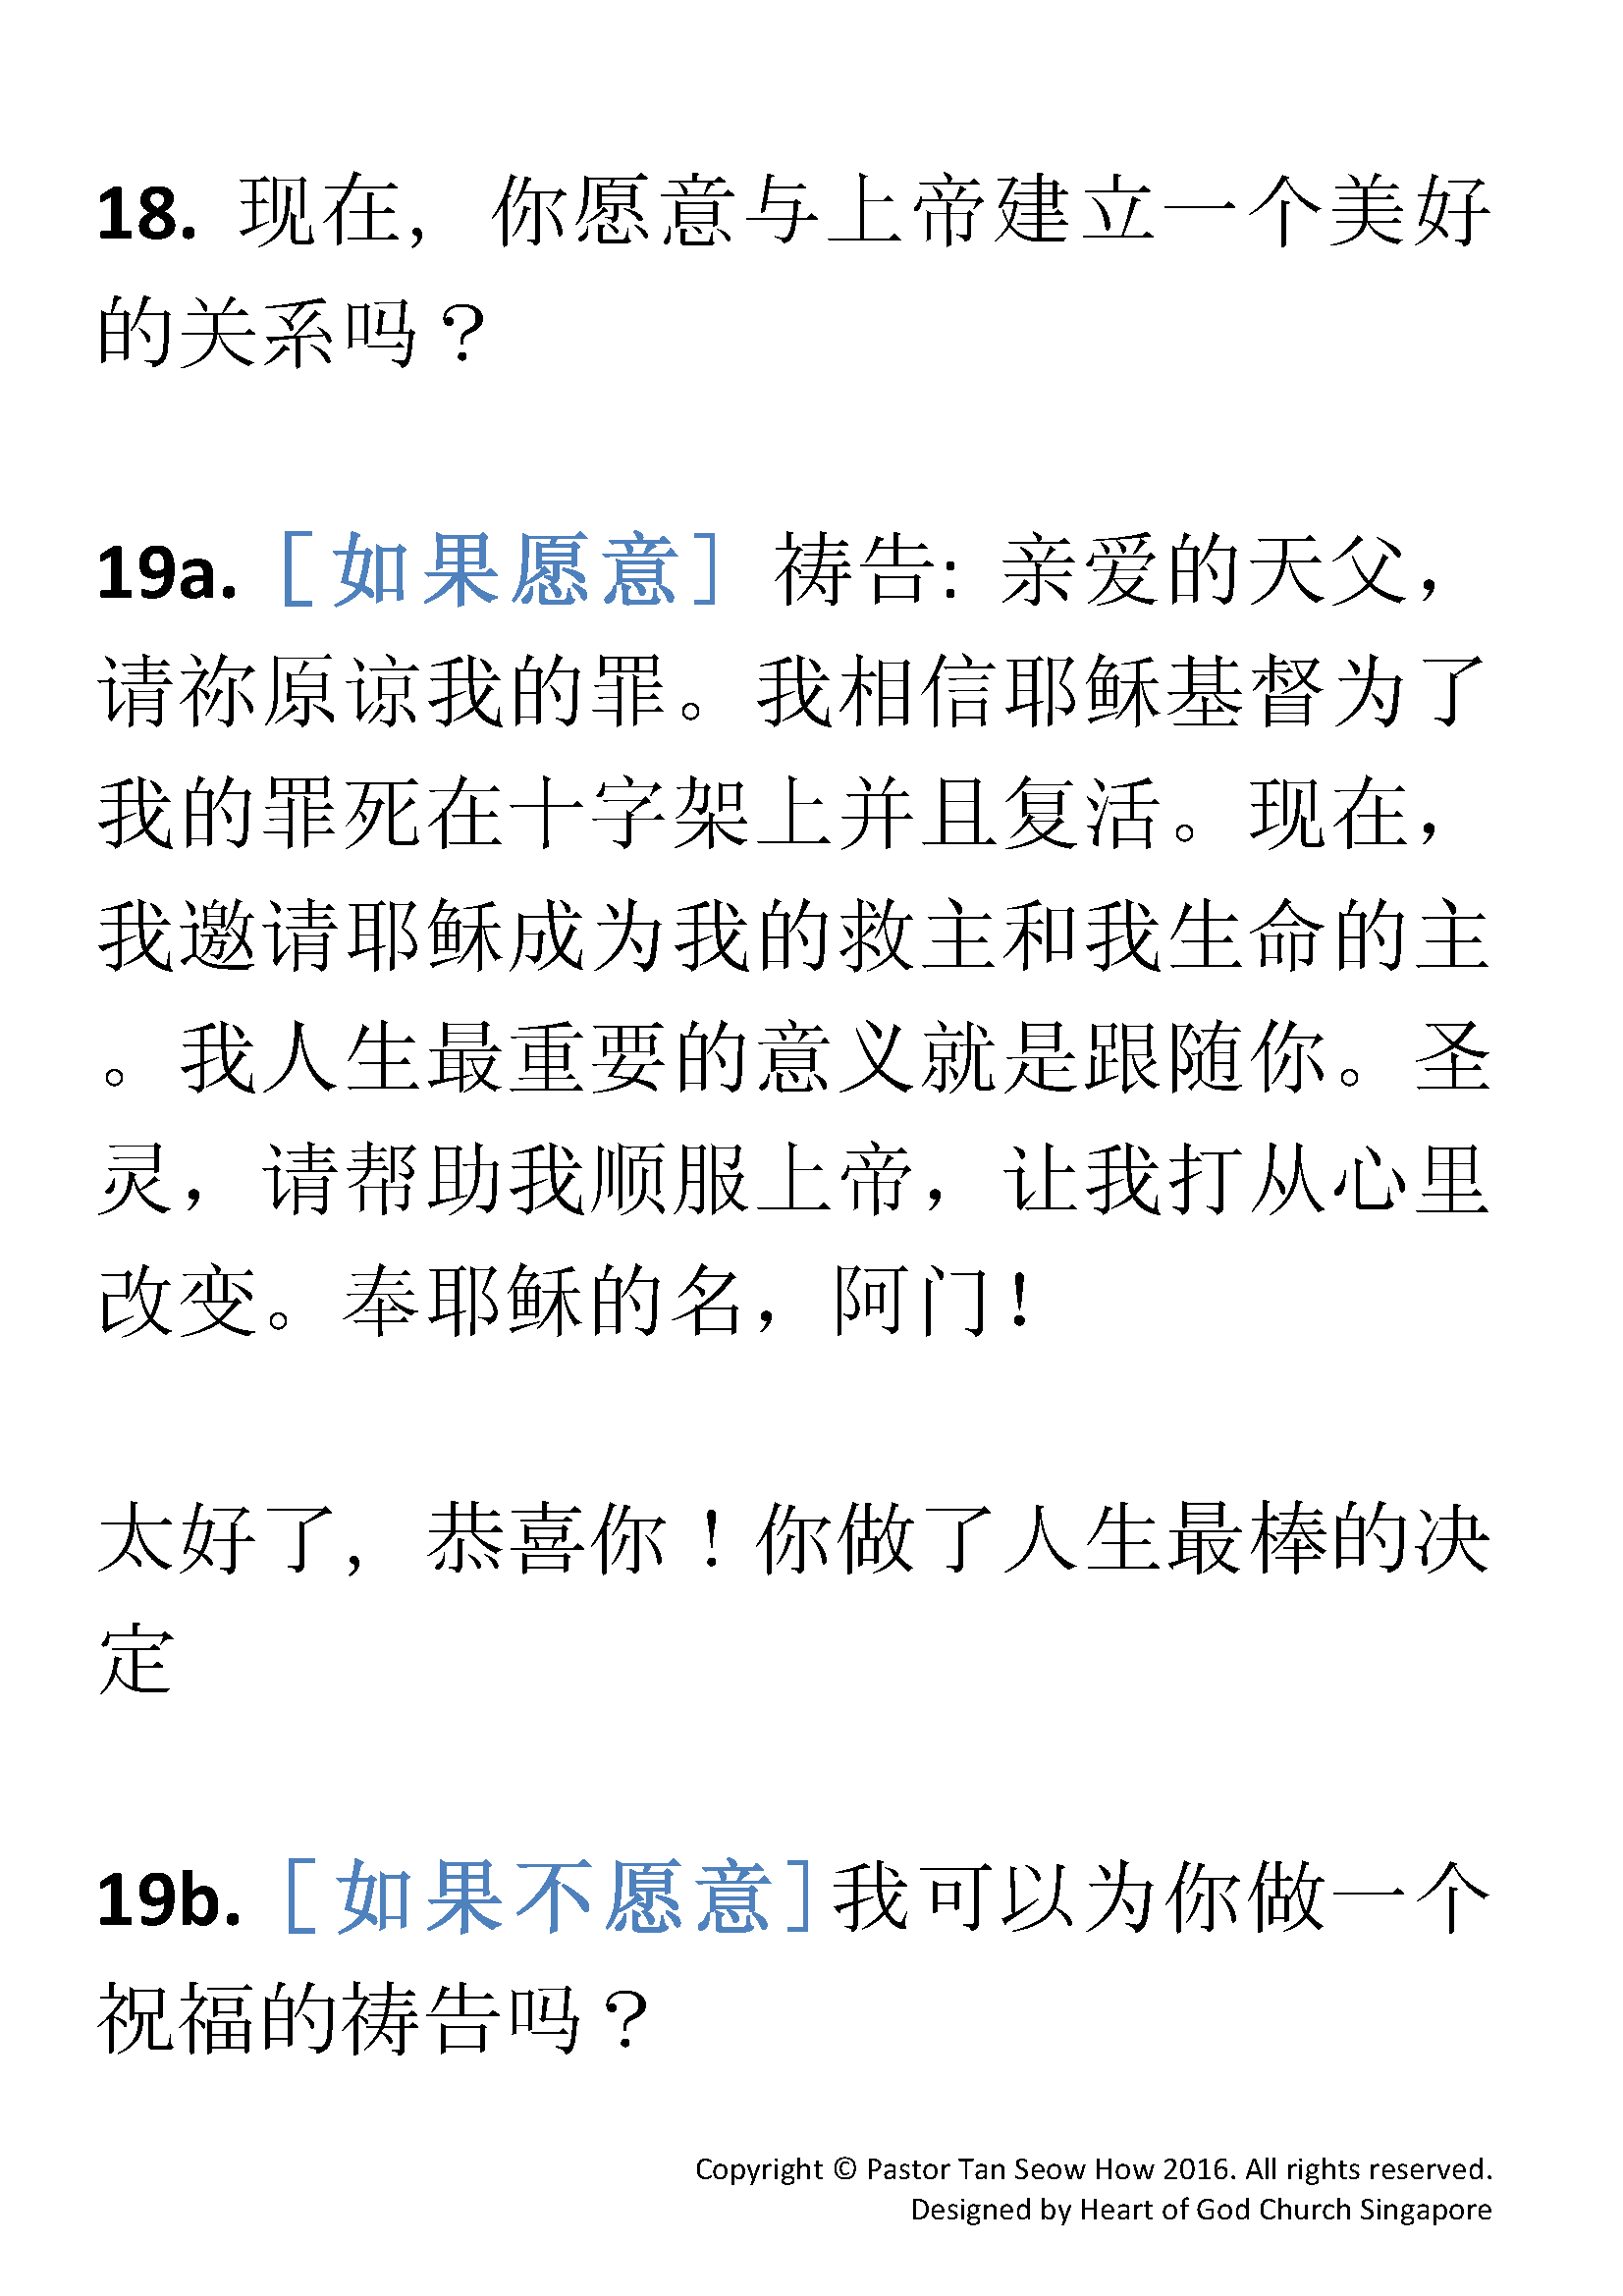 18. 现在, 你愿意与上帝建立一个美好
的关系吗？
19a. [如果愿意] 祷告: 亲爱的天父，
请祢原谅我的罪。我相信耶稣基督为了
我的罪死在十字架上并且复活。现在，
我邀请耶稣成为我的救主和我生命的主
。我人生最重要的意义就是跟随你。圣
灵，请帮助我顺服上帝，让我打从心里
改变。奉耶稣的名，阿门！
太好了, 恭喜你！你做了人生最棒的决
定
19b. [如果不愿意]我可以为你做一个
祝福的祷告吗？
Copyright © Pastor Tan Seow How 2016. All rights reserved.
Designed by Heart of God Church Singapore